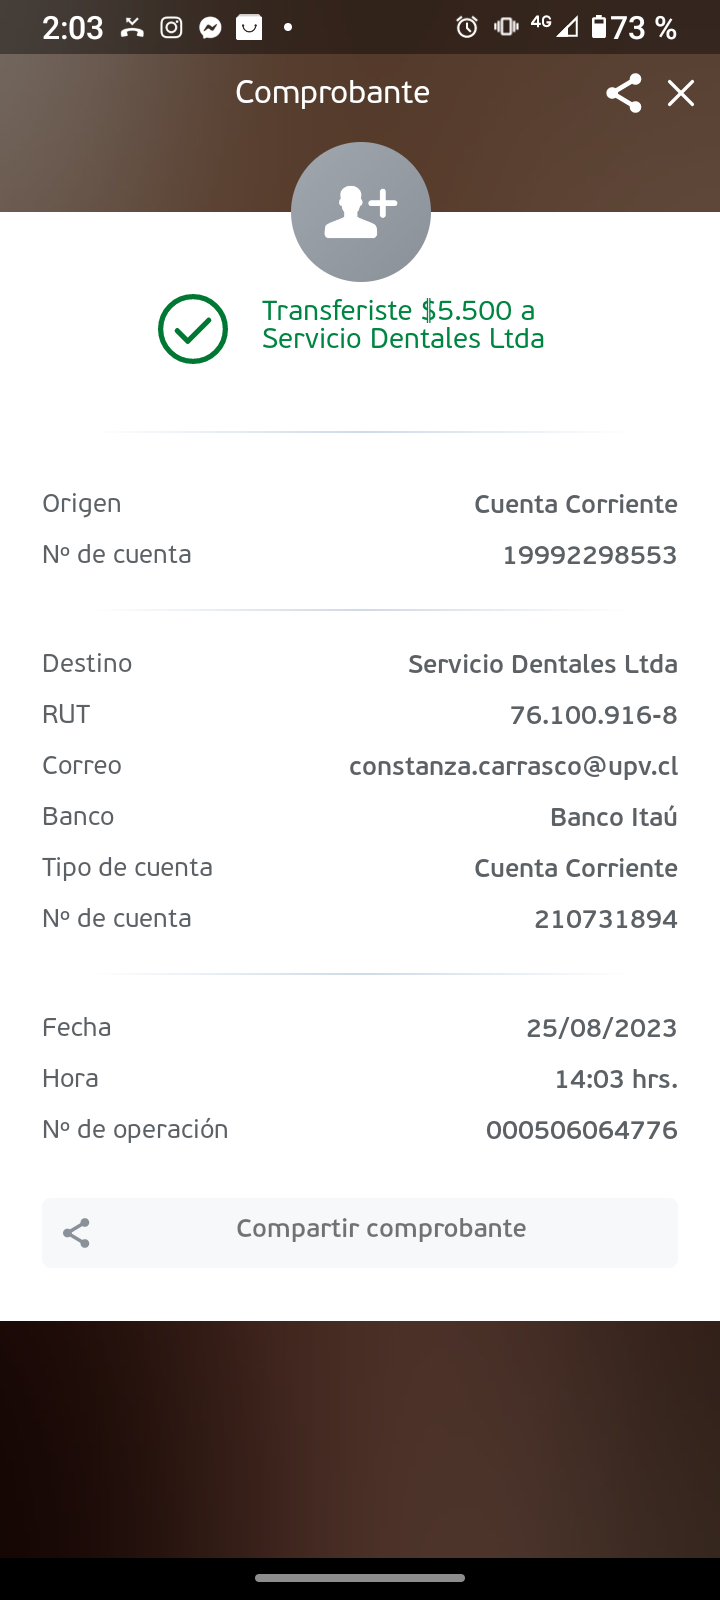 2:03 4G 73 %
Comprobante
Transferiste $5.500 a
Servicio Dentales Ltda
Origen Cuenta Corriente
Nº de cuenta 19992298553
Destino Servicio Dentales Ltda
RUT 76.100.916-8
Correo constanza.carrasco@upv.cl
Banco Banco Itaú
Tipo de cuenta Cuenta Corriente
Nº de cuenta 210731894
Fecha 25/08/2023
Hora 14:03 hrs.
Nº de operación 000506064776
Compartir comprobante